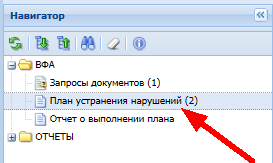 Навигатор
ВФА
Запросы документов (1)
План устранения нарушений (2)
Отчет о выполнении плана
ОТЧЕТЫ